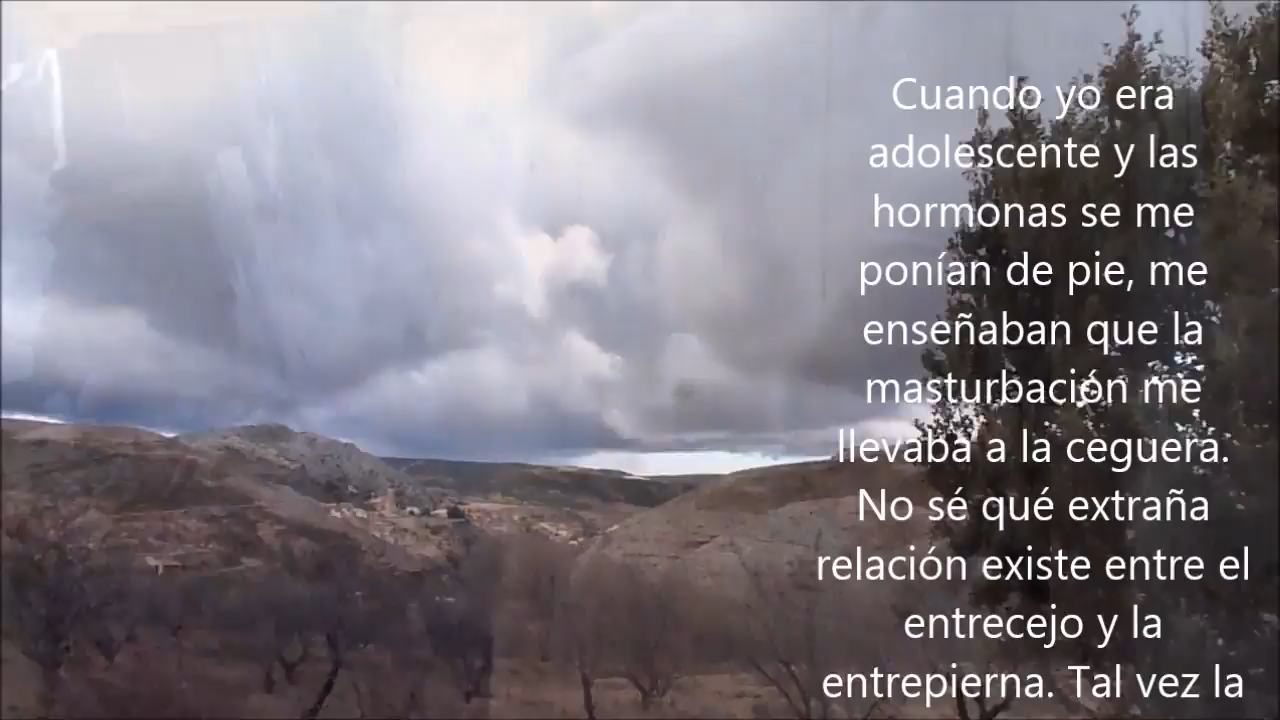 Cuando yo era
adolescente y las
hormonas se me
ponían de pie, me
enseñaban que la
masturbación me
llevaba a la ceguera.
No sé qué extraña
relación existe entre el
entrecejo y la
entrepierna. Tal vez la